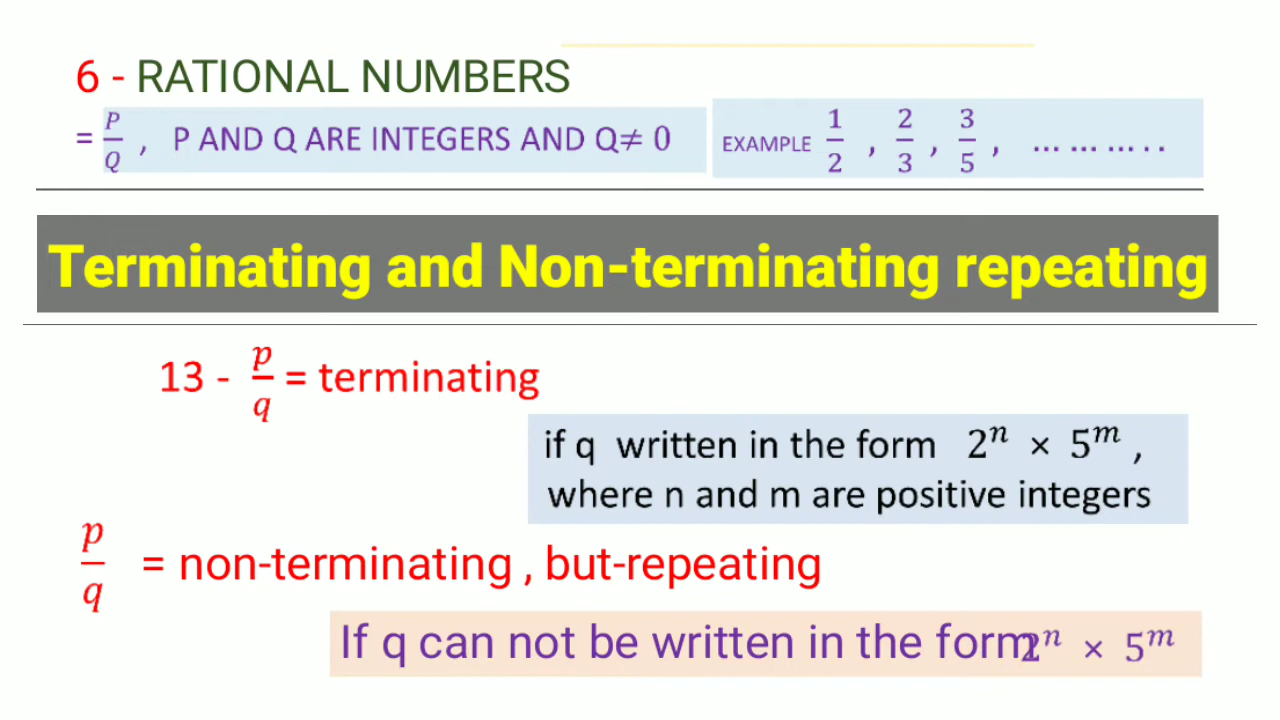 6 - RATIONAL NUMBERS
= P/Q , P AND Q ARE INTEGERS AND Q≠ 0 EXAMPLE 1/2 , 2/3 , 3/5 , ... ... ... . .
Terminating and Non-terminating repeating
13 - p/q = terminating
if q written in the form 2ⁿ × 5ᵐ ,
where n and m are positive integers
p/q = non-terminating , but-repeating
If q can not be written in the form 2ⁿ × 5ᵐ